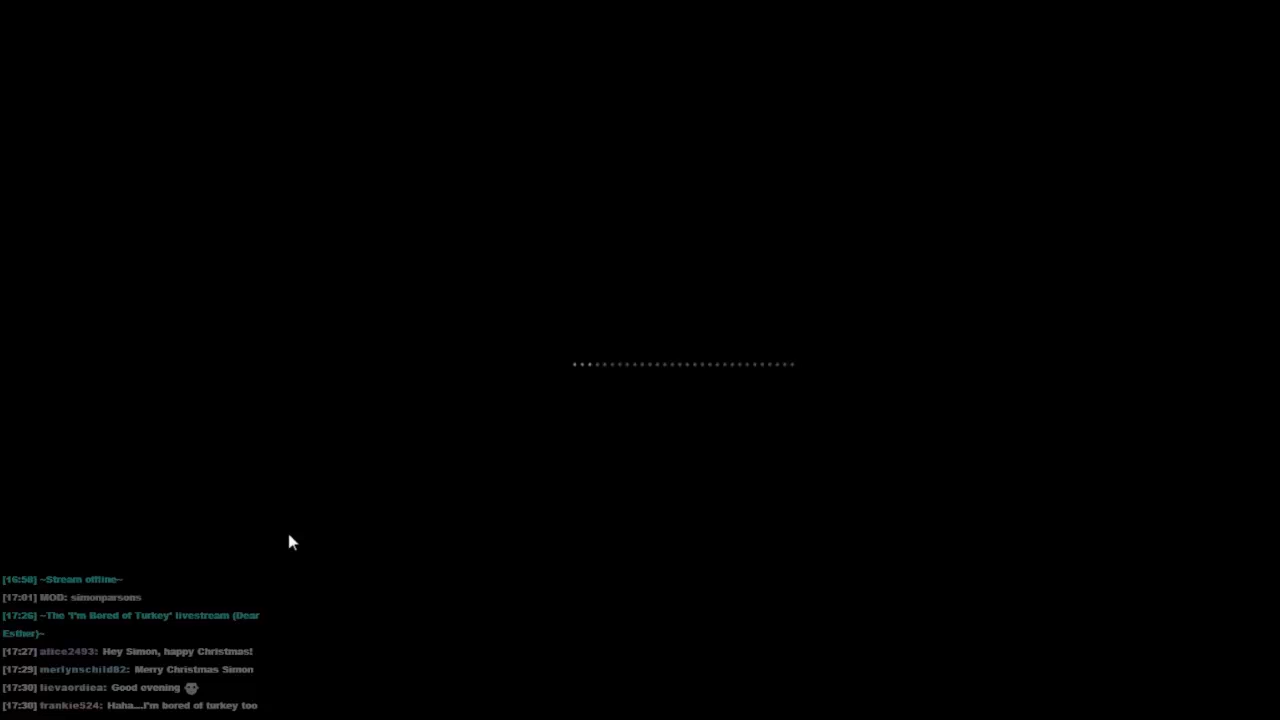 [16:58] ~Stream offline~
[17:01] MOD: simonparsons
[17:26] ~The 'I'm Bored of Turkey' livestream (Dear
Esther)~
[17:27] alice2493: Hey Simon, happy Christmas!
[17:29] merlynschild82: Merry Christmas Simon
[17:30] lievaordiea: Good evening
[17:30] frankie524: Haha...I'm bored of turkey too